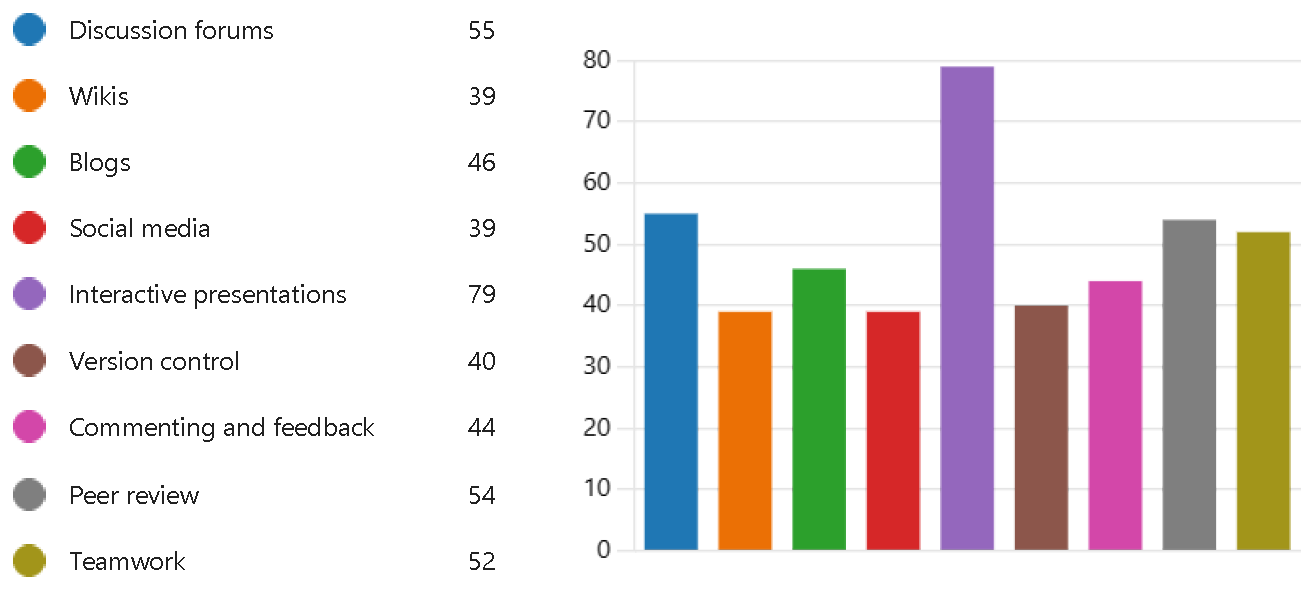 Discussion forums 55
Wikis 39
Blogs 46
Social media 39
Interactive presentations 79
Version control 40
Commenting and feedback 44
Peer review 54
Teamwork 52
80
70
60
50
40
30
20
10
0